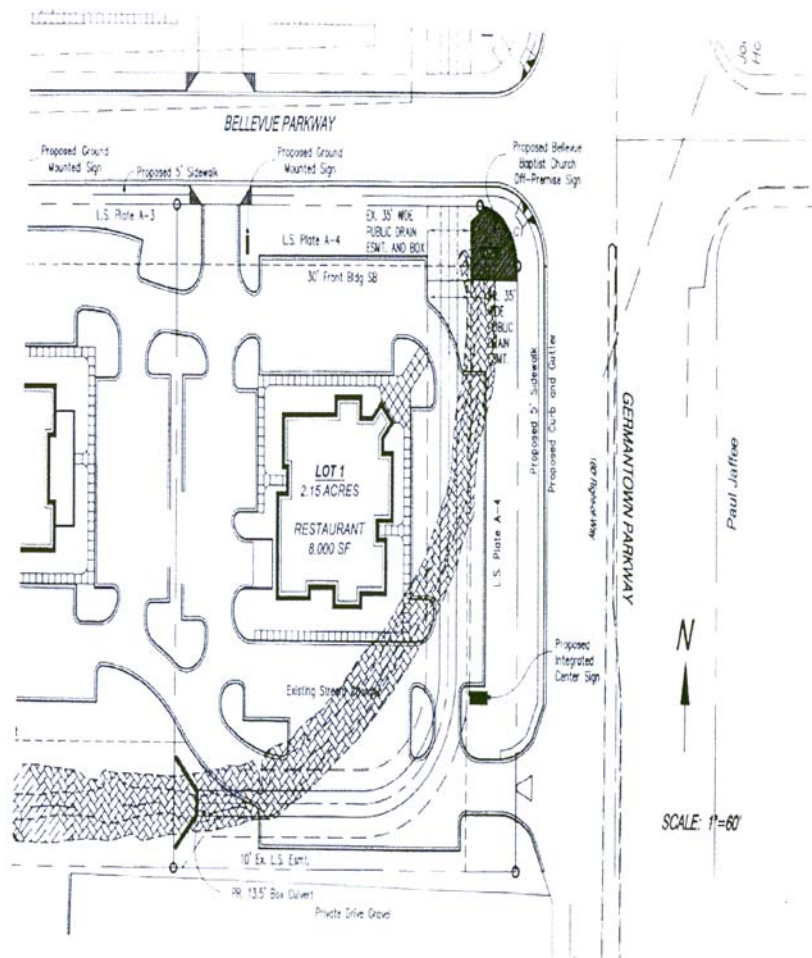 BELLEVUE PARKWAY
Proposed Ground
Mounted Sign
Proposed 5' Sidewalk
Proposed Ground
Mounted Sign
Proposed Bellevue
Baptist Church
Off-Premise Sign
L.S. Plate A-3
L.S. Plate A-4
EX. 35' WIDE
PUBLIC DRAIN
ESMT. AND BOX
30' Front Bldg SB
35'
WIDE
PUBLIC
DRAIN
ESMT.
Proposed 5' Sidewalk
Proposed Curb and Gutter
GERMANTOWN PARKWAY
Paul Jaffee
LOT 1
2.15 ACRES
RESTAURANT
8.000 SF
L.S. Plate A-4
N
Proposed
Integrated
Center Sign
Existing Stream
SCALE: 1"=60'
10' Ex. L.S. Esmt.
PR. 13.5' Box Culvert
Private Drive Gravel